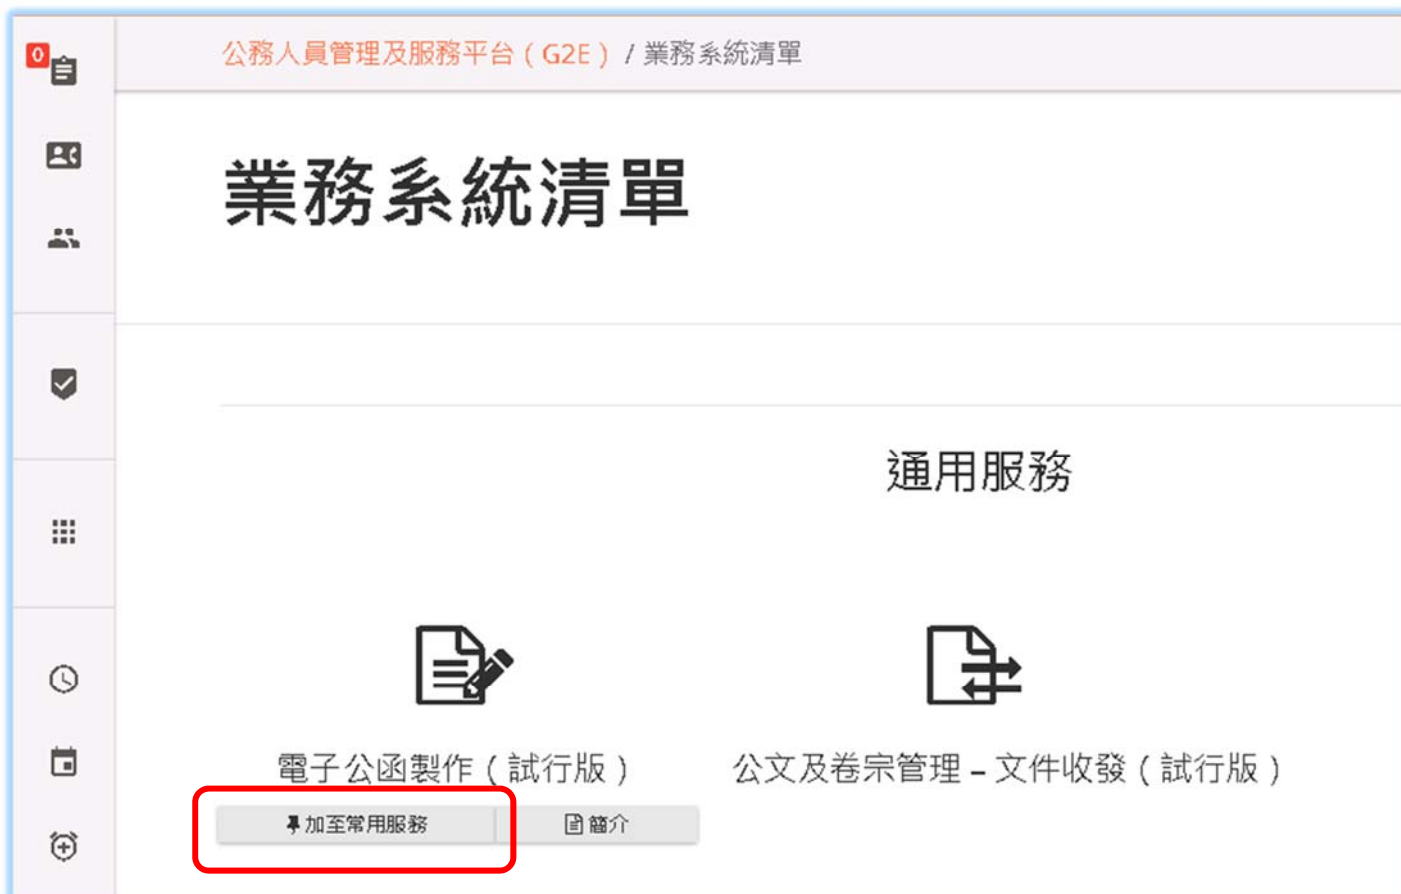 0
公務人員管理及服務平台（G2E）/ 業務系統清單
業務系統清單
通用服務
電子公函製作（試行版）
公文及卷宗管理 – 文件收發（試行版）
加至常用服務
簡介